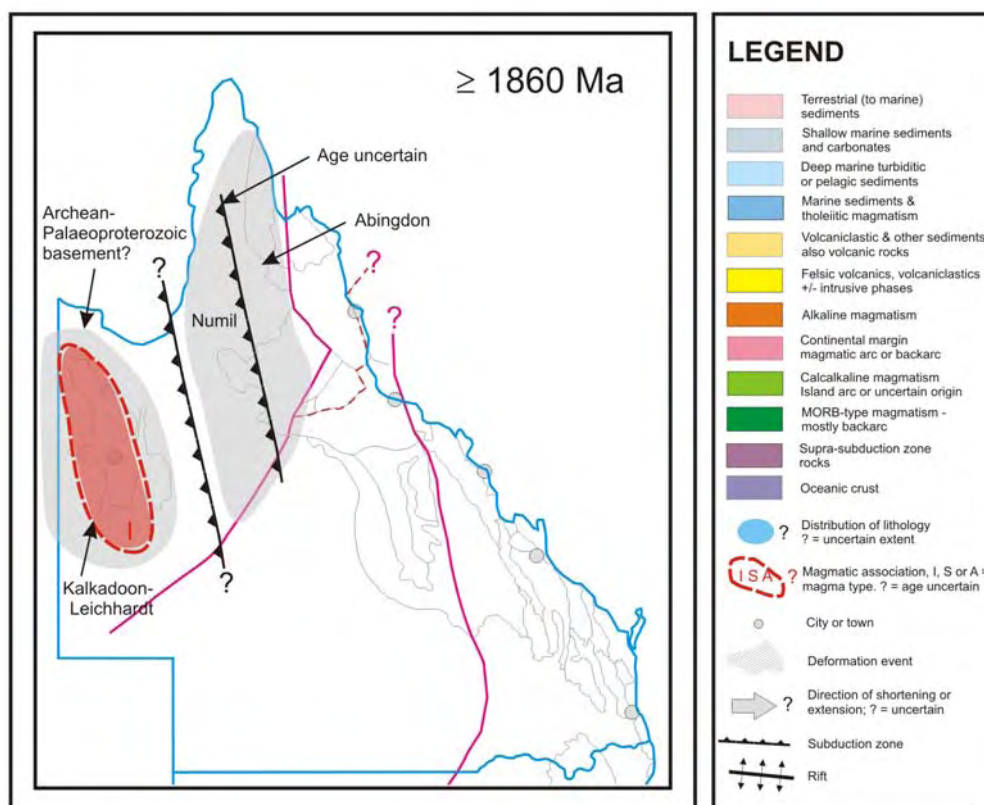 ≥ 1860 Ma
Age uncertain
Abingdon
Archean-
Palaeoproterozoic
basement?
?
?
?
Numil
I
Kalkadoon-
Leichhardt
?
LEGEND
Terrestrial (to marine)
sediments
Shallow marine sediments
and carbonates
Deep marine turbiditic
or pelagic sediments
Marine sediments &
tholeiitic magmatism
Volcaniclastic & other sediments
also volcanic rocks
Felsic volcanics, volcaniclastics
+/- intrusive phases
Alkaline magmatism
Continental margin
magmatic arc or backarc
Calcalkaline magmatism
Island arc or uncertain origin
MORB-type magmatism -
mostly backarc
Supra-subduction zone
rocks
Oceanic crust
? Distribution of lithology
? = uncertain extent
I S A ? Magmatic association, I, S or A =
magma type. ? = age uncertain
City or town
Deformation event
? Direction of shortening or
extension; ? = uncertain
Subduction zone
Rift